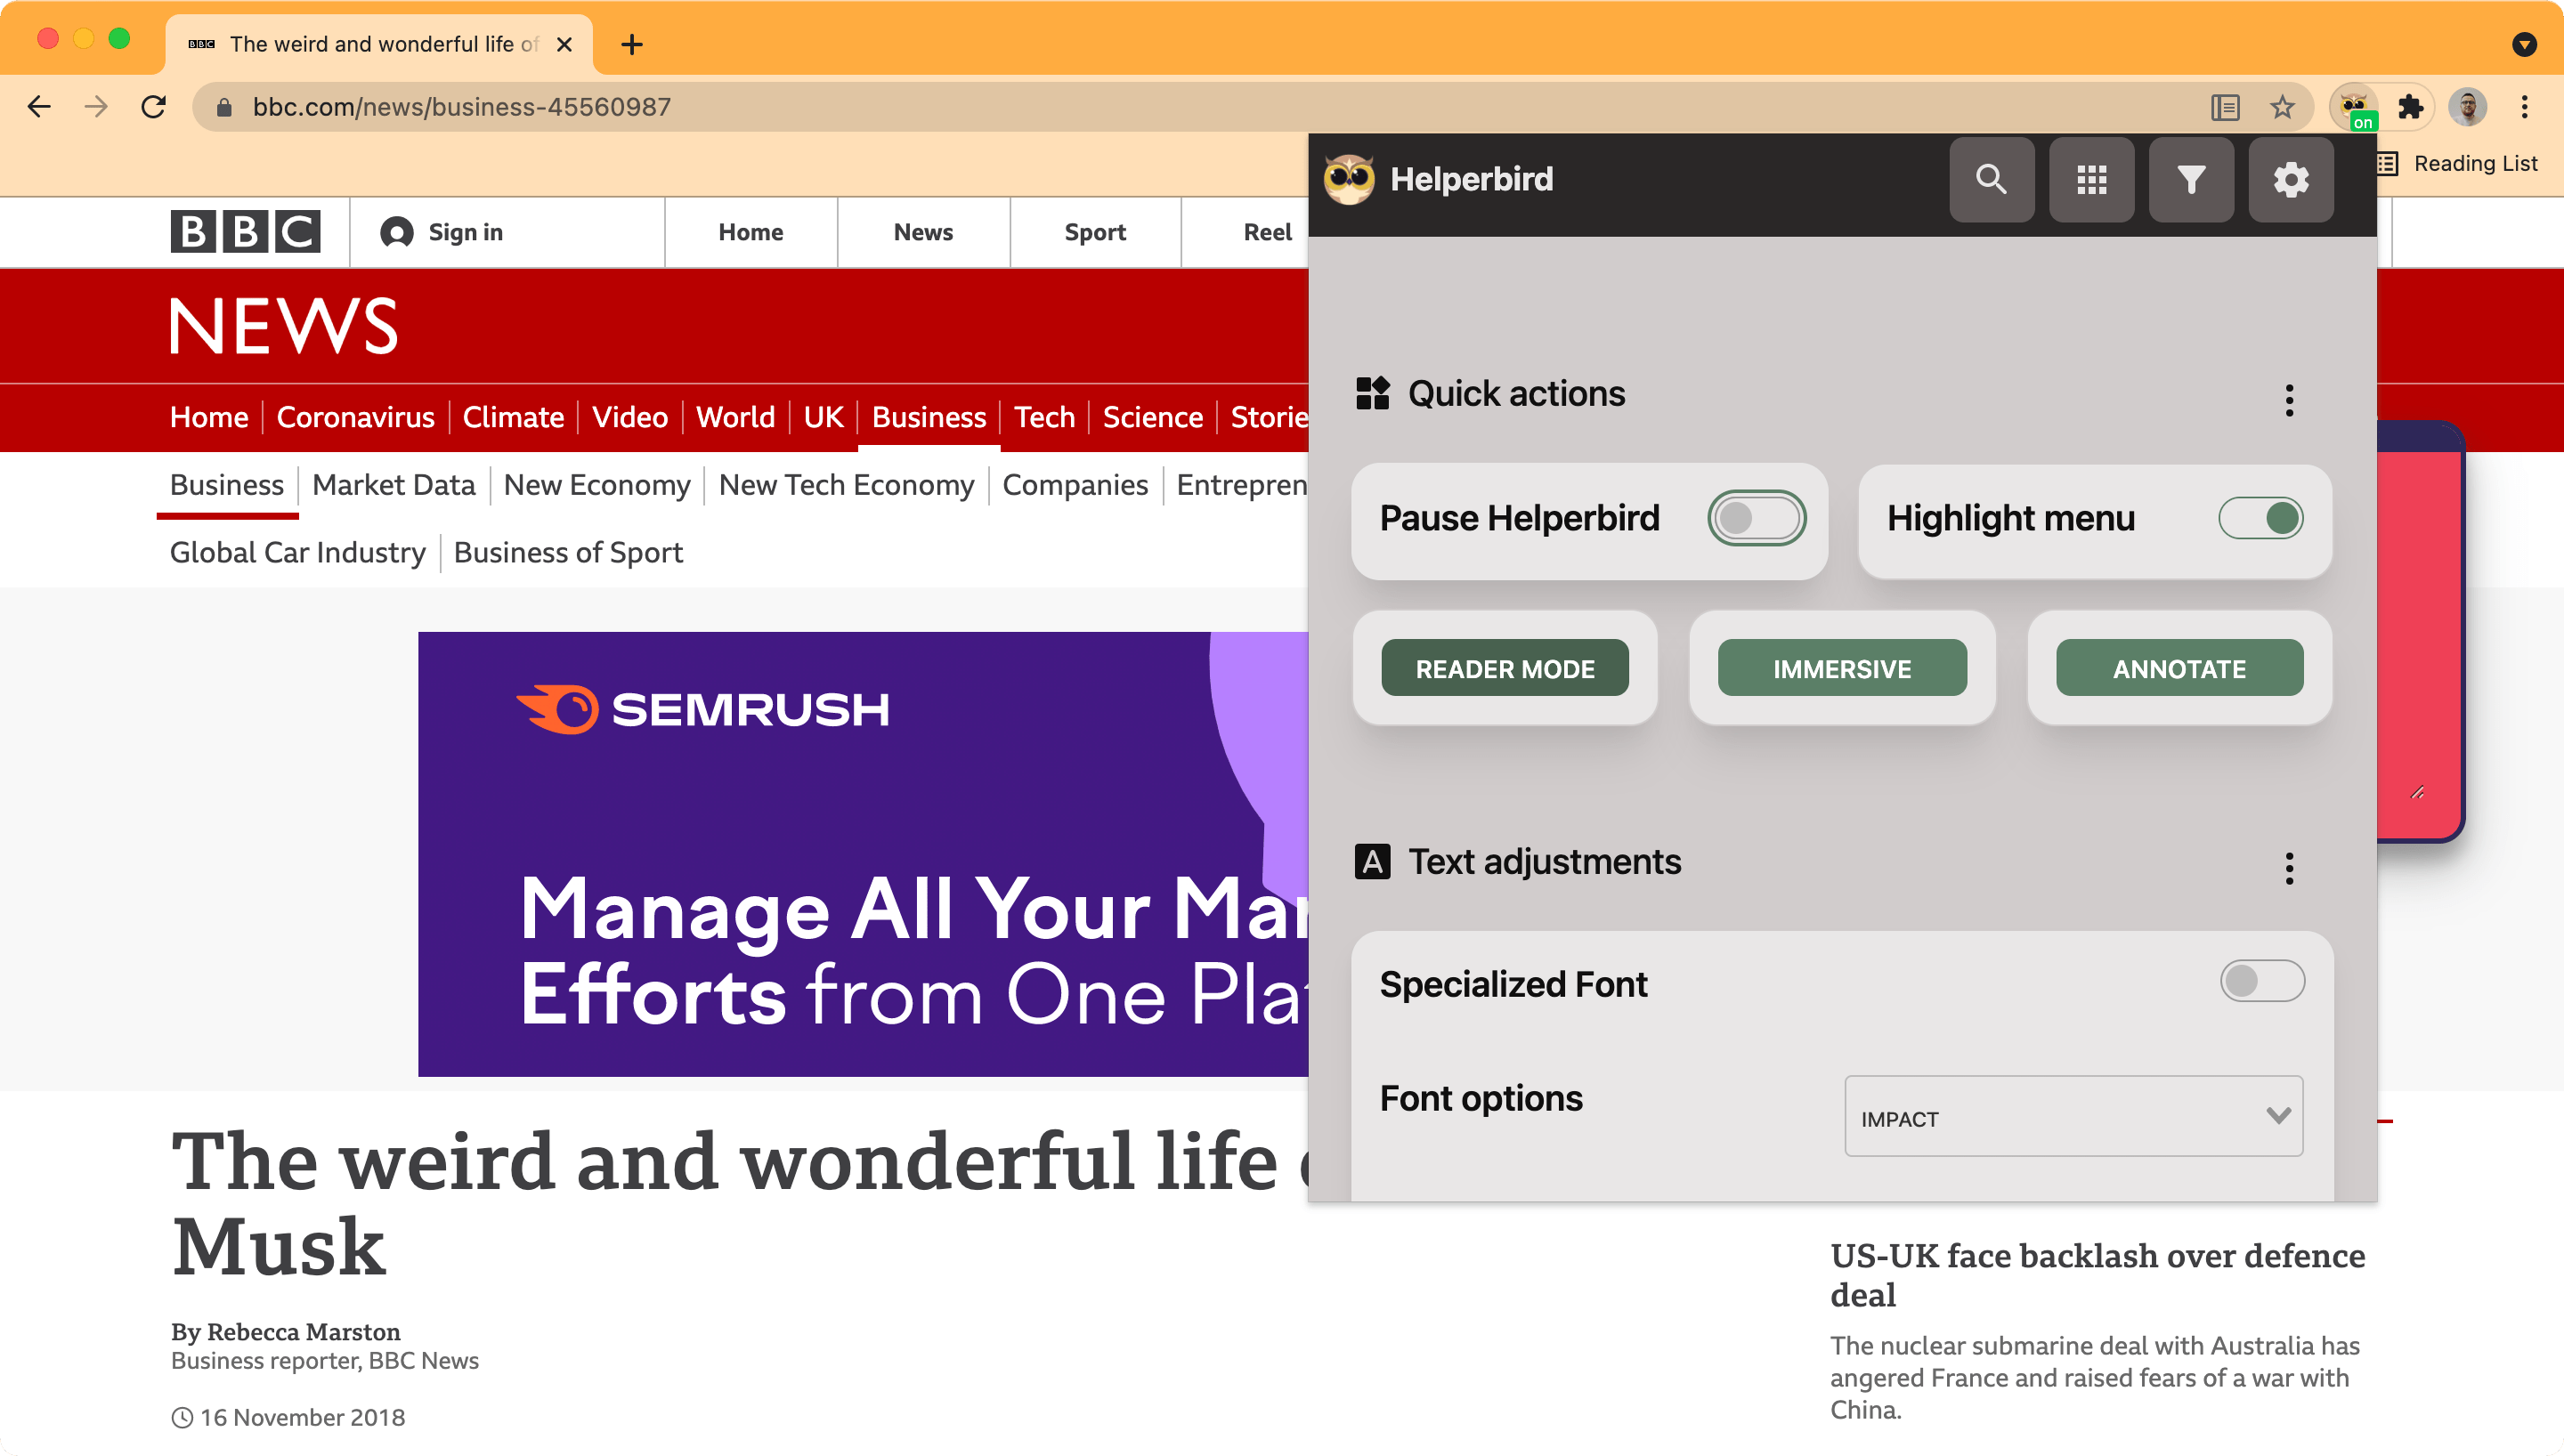 BBC The weird and wonderful life of
bbc.com/news/business-45560987
on
Reading List
BBC
Sign in
Home
News
Sport
Reel
NEWS
Home
Coronavirus
Climate
Video
World
UK
Business
Tech
Science
Storie
Business
Market Data
New Economy
New Tech Economy
Companies
Entrepren
Global Car Industry
Business of Sport
SEMRUSH
Manage All Your Mar
Efforts from One Plat
The weird and wonderful life
Musk
By Rebecca Marston
Business reporter, BBC News
16 November 2018
Helperbird
Quick actions
Pause Helperbird
Highlight menu
READER MODE
IMMERSIVE
ANNOTATE
A Text adjustments
Specialized Font
Font options
IMPACT
US-UK face backlash over defence
deal
The nuclear submarine deal with Australia has
angered France and raised fears of a war with
China.